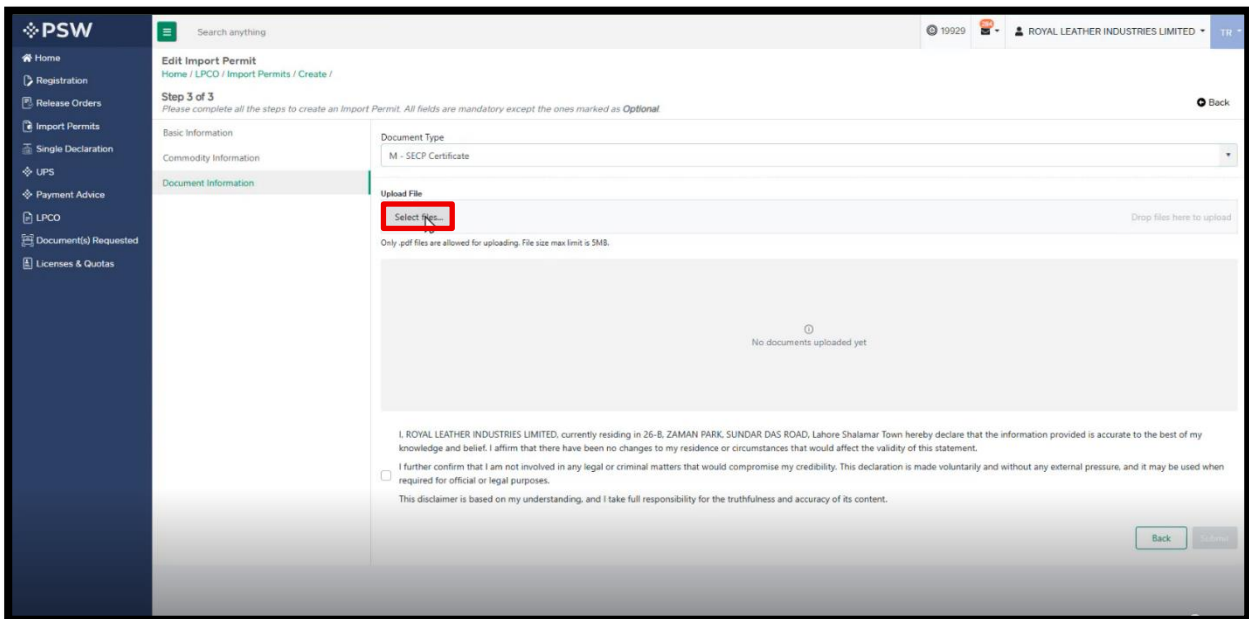 PSW
Search anything
19929
284
ROYAL LEATHER INDUSTRIES LIMITED
TR
Home
Registration
Release Orders
Import Permits
Single Declaration
UPS
Payment Advice
LPCO
Document(s) Requested
Licenses & Quotas
Edit Import Permit
Home / LPCO / Import Permits / Create /
Step 3 of 3
Please complete all the steps to create an Import Permit. All fields are mandatory except the ones marked as Optional.
Back
Basic Information
Commodity Information
Document Information
Document Type
M - SECP Certificate
Upload File
Select files...
Drop files here to upload
Only .pdf files are allowed for uploading. File size max limit is 5MB.
No documents uploaded yet
I, ROYAL LEATHER INDUSTRIES LIMITED, currently residing in 26-B, ZAMAN PARK, SUNDAR DAS ROAD, Lahore Shalamar Town hereby declare that the information provided is accurate to the best of my
knowledge and belief. I affirm that there have been no changes to my residence or circumstances that would affect the validity of this statement.
I further confirm that I am not involved in any legal or criminal matters that would compromise my credibility. This declaration is made voluntarily and without any external pressure, and it may be used when
required for official or legal purposes.
This disclaimer is based on my understanding, and I take full responsibility for the truthfulness and accuracy of its content.
Back
Submit